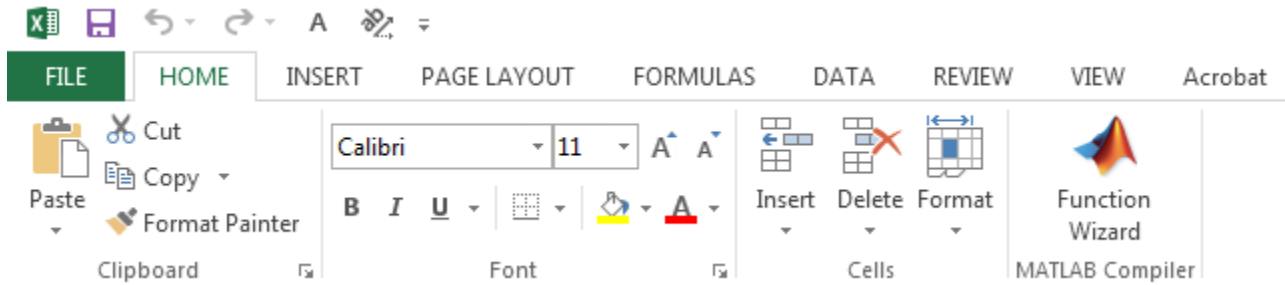 A
FILE HOME INSERT PAGE LAYOUT FORMULAS DATA REVIEW VIEW Acrobat
Cut
Copy
Paste
Format Painter
Clipboard
Calibri 11 A A
B I U A
Font
Insert Delete Format
Cells
Function
Wizard
MATLAB Compiler